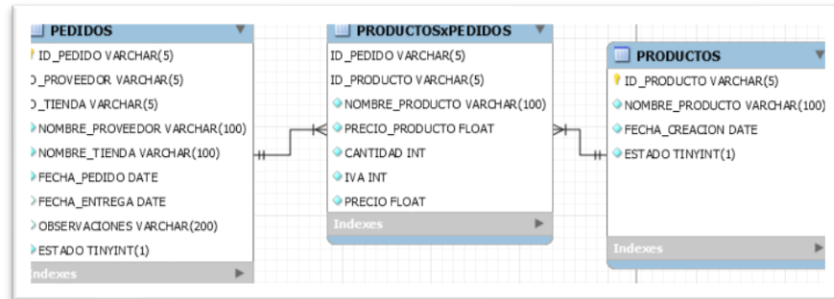 PEDIDOS
ID_PEDIDO VARCHAR(5)
D_PROVEEDOR VARCHAR(5)
D_TIENDA VARCHAR(5)
NOMBRE_PROVEEDOR VARCHAR(100)
NOMBRE_TIENDA VARCHAR(100)
FECHA_PEDIDO DATE
FECHA_ENTREGA DATE
OBSERVACIONES VARCHAR(200)
ESTADO TINYINT(1)
Indexes
PRODUCTOSxPEDIDOS
ID_PEDIDO VARCHAR(5)
ID_PRODUCTO VARCHAR(5)
NOMBRE_PRODUCTO VARCHAR(100)
PRECIO_PRODUCTO FLOAT
CANTIDAD INT
IVA INT
PRECIO FLOAT
Indexes
PRODUCTOS
ID_PRODUCTO VARCHAR(5)
NOMBRE_PRODUCTO VARCHAR(100)
FECHA_CREACION DATE
ESTADO TINYINT(1)
Indexes